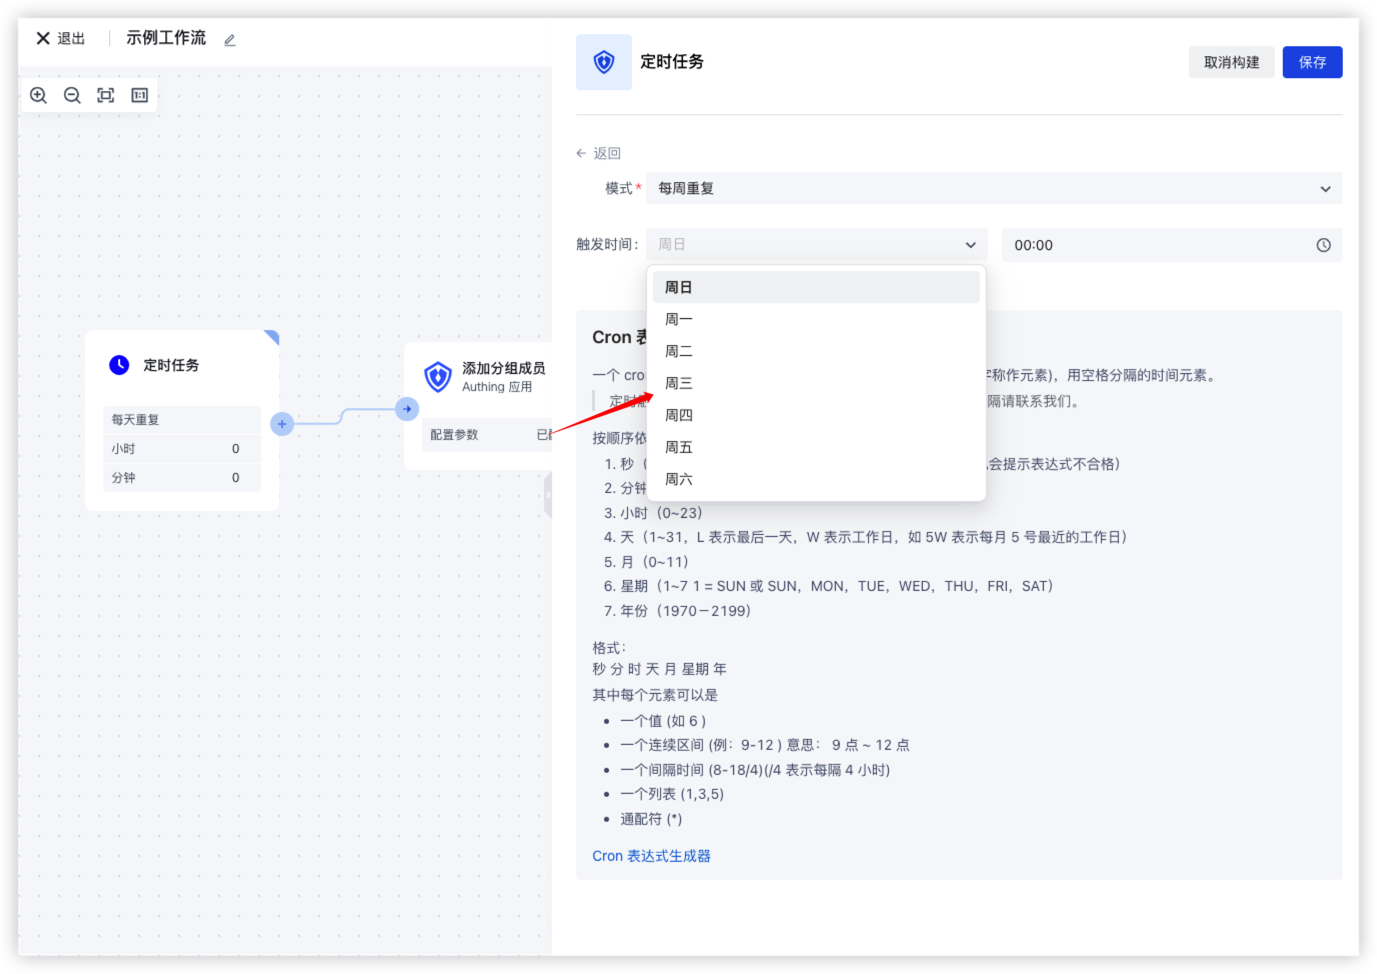 退出
示例工作流
定时任务
取消构建
保存
返回
模式*
每周重复
触发时间：
周日
00:00
周日
周一
周二
周三
周四
周五
周六
定时任务
每天重复
小时 0
分钟 0
添加分组成员
Authing 应用
配置参数
Cron
一个 cro
字称作元素)，用空格分隔的时间元素。
定时
隔请联系我们。
按顺序依
1. 秒（
会提示表达式不合格）
2. 分钟
3. 小时（0~23）
4. 天（1~31，L 表示最后一天，W 表示工作日，如 5W 表示每月 5 号最近的工作日）
5. 月（0~11）
6. 星期（1~7 1 = SUN 或 SUN，MON，TUE，WED，THU，FRI，SAT）
7. 年份（1970－2199）
格式：
秒 分 时 天 月 星期 年
其中每个元素可以是
• 一个值 (如 6 )
• 一个连续区间 (例：9-12 ) 意思： 9 点 ~ 12 点
• 一个间隔时间 (8-18/4)(/4 表示每隔 4 小时)
• 一个列表 (1,3,5)
• 通配符 (*)
Cron 表达式生成器